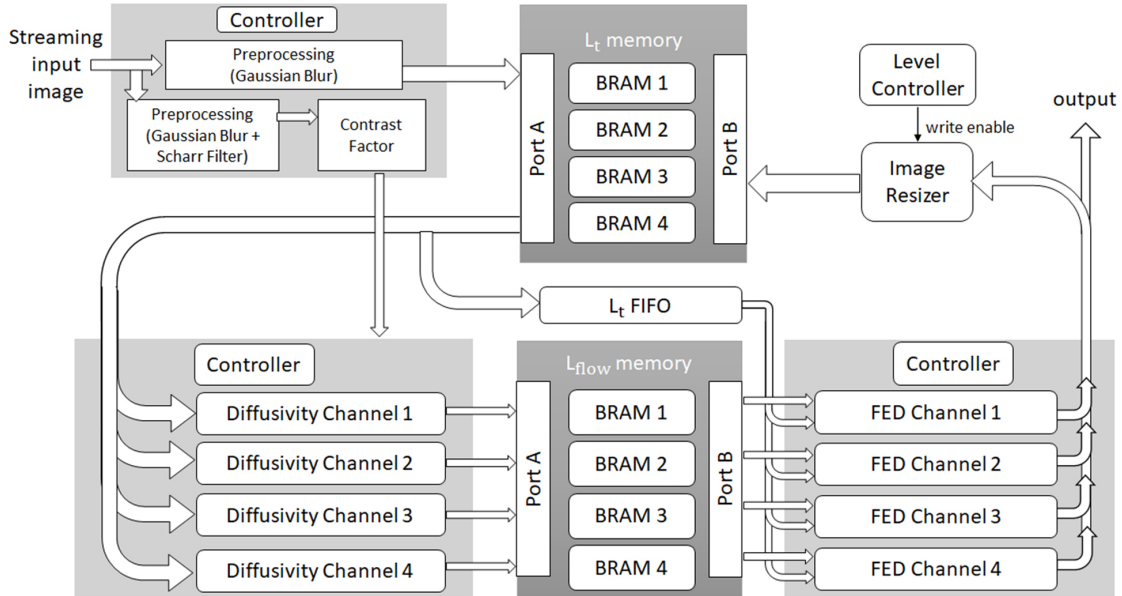 Controller
Streaming
input
image
Preprocessing
(Gaussian Blur)
Preprocessing
(Gaussian Blur +
Scharr Filter)
Contrast
Factor
Lt memory
Port A
BRAM 1
BRAM 2
BRAM 3
BRAM 4
Port B
Level
Controller
write enable
Image
Resizer
output
Lt FIFO
Controller
Diffusivity Channel 1
Diffusivity Channel 2
Diffusivity Channel 3
Diffusivity Channel 4
Lflow memory
Port A
BRAM 1
BRAM 2
BRAM 3
BRAM 4
Port B
Controller
FED Channel 1
FED Channel 2
FED Channel 3
FED Channel 4